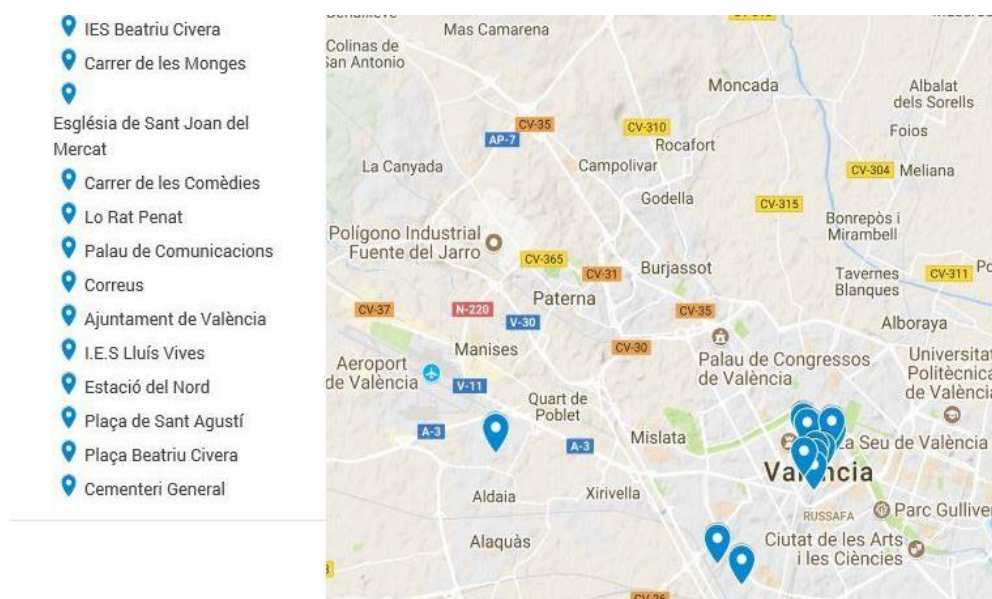 IES Beatriu Civera
Carrer de les Monges
Església de Sant Joan del
Mercat
Carrer de les Comèdies
Lo Rat Penat
Palau de Comunicacions
Correus
Ajuntament de València
I.E.S Lluís Vives
Estació del Nord
Plaça de Sant Agustí
Plaça Beatriu Civera
Cementeri General
Mas Camarena
Colinas de
San Antonio
Moncada
Albalat
dels Sorells
CV-35
CV-310
Foios
AP-7
Rocafort
La Canyada
Campolivar
CV-304
Meliana
Godella
CV-315
Bonrepòs i
Mirambell
Polígono Industrial
Fuente del Jarro
CV-365
CV-31
Burjassot
Tavernes
Blanques
CV-311
Paterna
CV-37
N-220
V-30
CV-35
Alboraya
Manises
CV-30
Palau de Congressos
de València
Universitat
Politècnica
de València
Aeroport
de València
V-11
Quart de
Poblet
A-3
A-3
Mislata
La Seu de València
València
Aldaia
Xirivella
RUSSAFA
Parc Gulliver
Alaquàs
Ciutat de les Arts
i les Ciències
CV-36